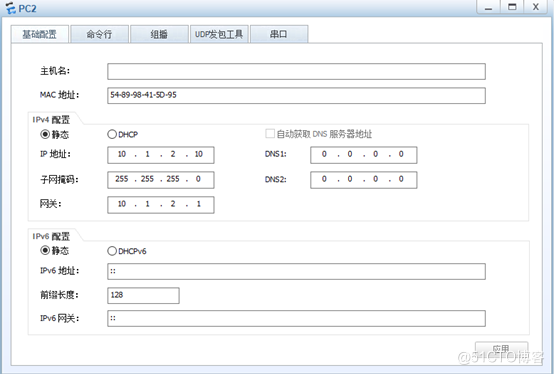 PC2
基础配置 命令行 组播 UDP发包工具 串口
主机名:
MAC 地址: 54-89-98-41-5D-95
IPv4 配置
静态 DHCP 自动获取 DNS 服务器地址
IP 地址: 10 . 1 . 2 . 10 DNS1: 0 . 0 . 0 . 0
子网掩码: 255 . 255 . 255 . 0 DNS2: 0 . 0 . 0 . 0
网关: 10 . 1 . 2 . 1
IPv6 配置
静态 DHCPv6
IPv6 地址: ::
前缀长度: 128
IPv6 网关: ::
应用
@51CTO博客